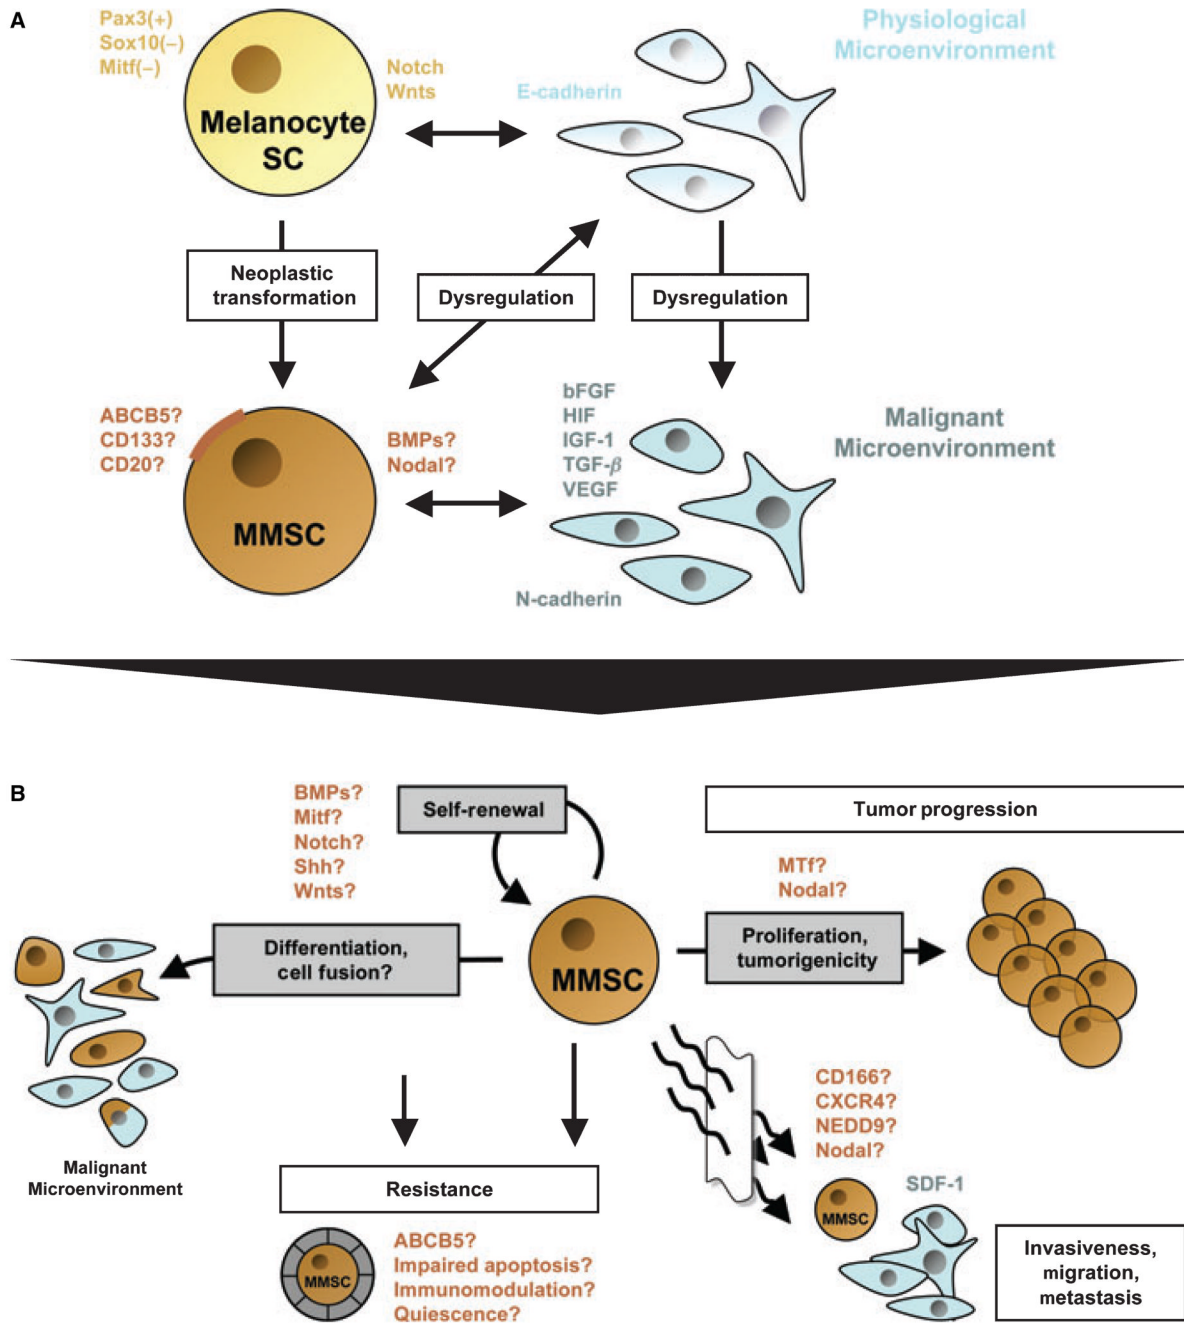 A
Pax3(+)
Sox10(–)
Mitf(–)
Melanocyte
SC
Notch
Wnts
E-cadherin
Physiological
Microenvironment
Neoplastic
transformation
Dysregulation
Dysregulation
ABCB5?
CD133?
CD20?
MMSC
BMPs?
Nodal?
bFGF
HIF
IGF-1
TGF-β
VEGF
N-cadherin
Malignant
Microenvironment
B
BMPs?
Mitf?
Notch?
Shh?
Wnts?
Self-renewal
Tumor progression
MTf?
Nodal?
Differentiation,
cell fusion?
MMSC
Proliferation,
tumorigenicity
Malignant
Microenvironment
CD166?
CXCR4?
NEDD9?
Nodal?
Resistance
MMSC
ABCB5?
Impaired apoptosis?
Immunomodulation?
Quiescence?
MMSC
SDF-1
Invasiveness,
migration,
metastasis